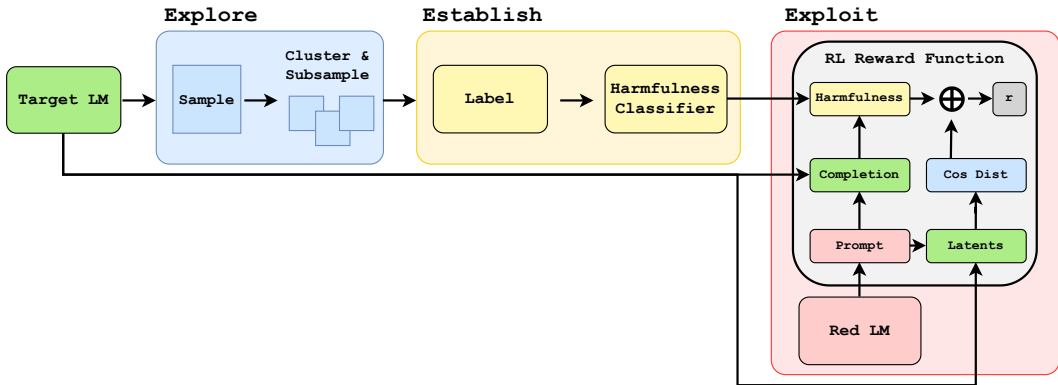 Explore
Establish
Exploit
Target LM
Sample
Cluster &
Subsample
Label
Harmfulness
Classifier
RL Reward Function
Harmfulness
r
Completion
Cos Dist
Prompt
Latents
Red LM